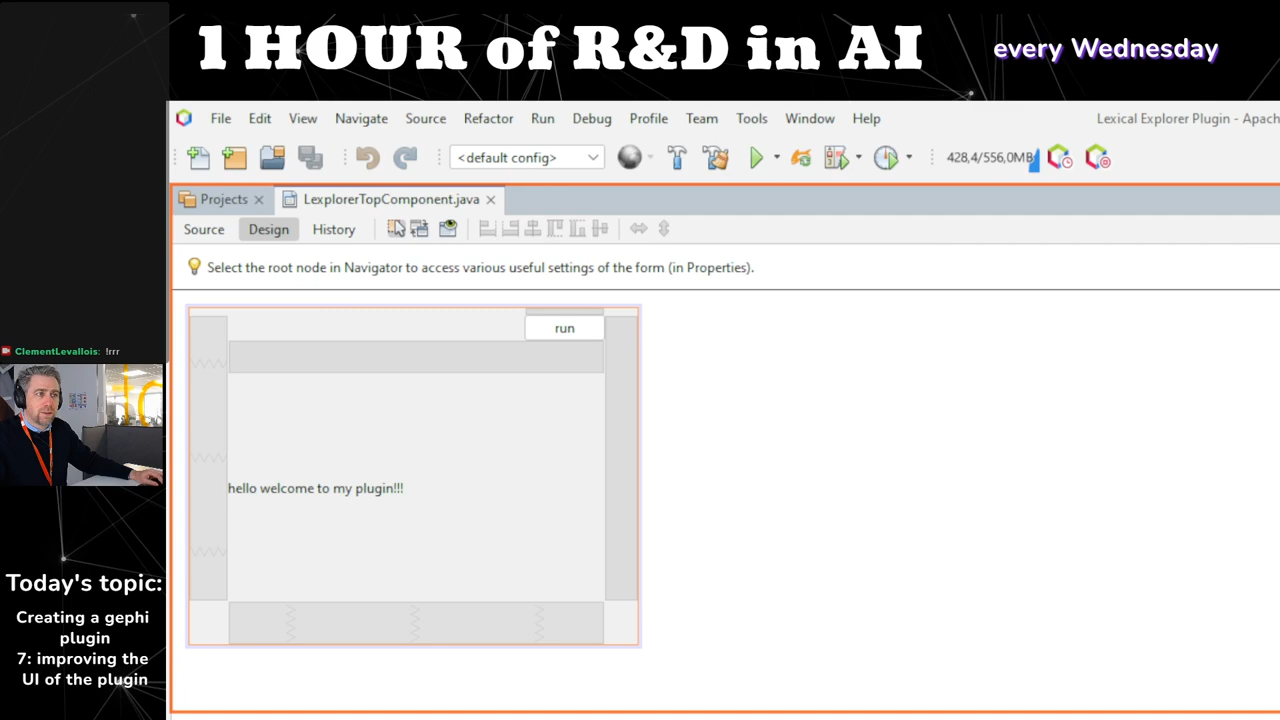 1 HOUR of R&D in AI
every Wednesday
File Edit View Navigate Source Refactor Run Debug Profile Team Tools Window Help
Lexical Explorer Plugin - Apach
<default config>
428,4/556,0MB
Projects
LexplorerTopComponent.java
Source Design History
Select the root node in Navigator to access various useful settings of the form (in Properties).
run
hello welcome to my plugin!!!
ClementLevallois: !rrr
Today's topic:
Creating a gephi
plugin
7: improving the
UI of the plugin